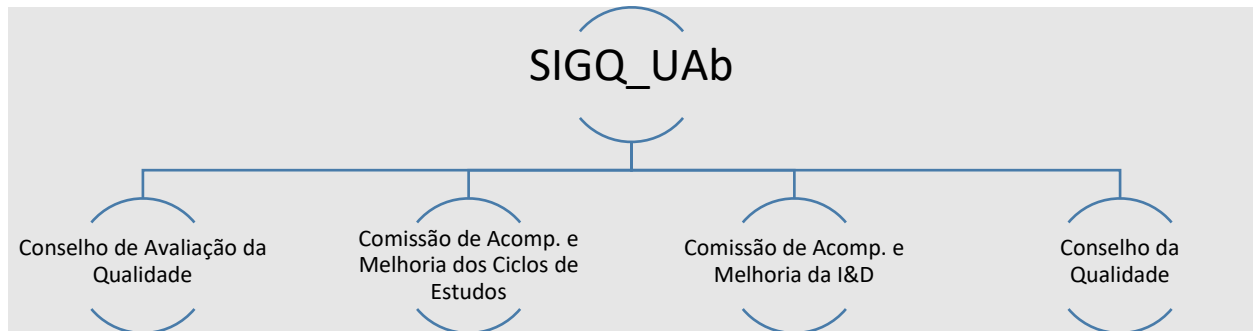 SIGQ_UAb
Conselho de Avaliação da
Qualidade
Comissão de Acomp. e
Melhoria dos Ciclos de
Estudos
Comissão de Acomp. e
Melhoria da I&D
Conselho da
Qualidade